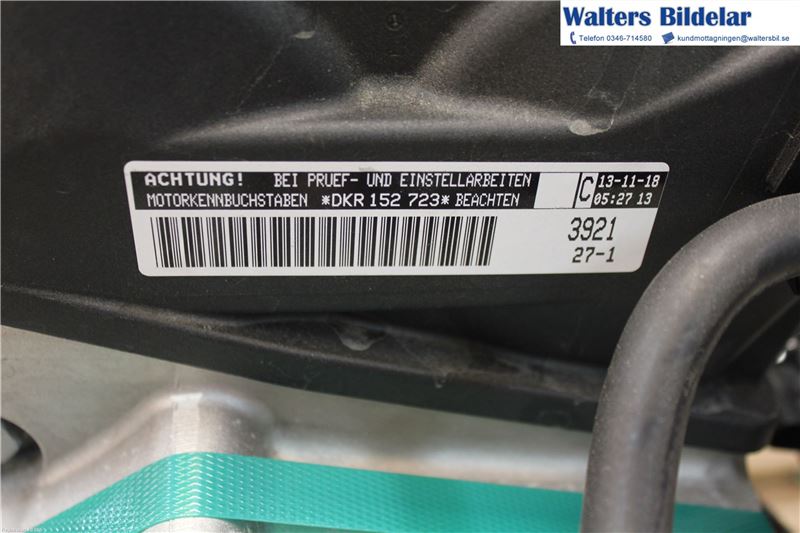 Walters Bildelar
Telefon 0346-714580 kundmottagningen@waltersbil.se
ACHTUNG! BEI PRUEF- UND EINSTELLARBEITEN
MOTORKENNBUCHSTABEN *DKR 152 723* BEACHTEN
C 13-11-18
05:27 13
3921
27-1